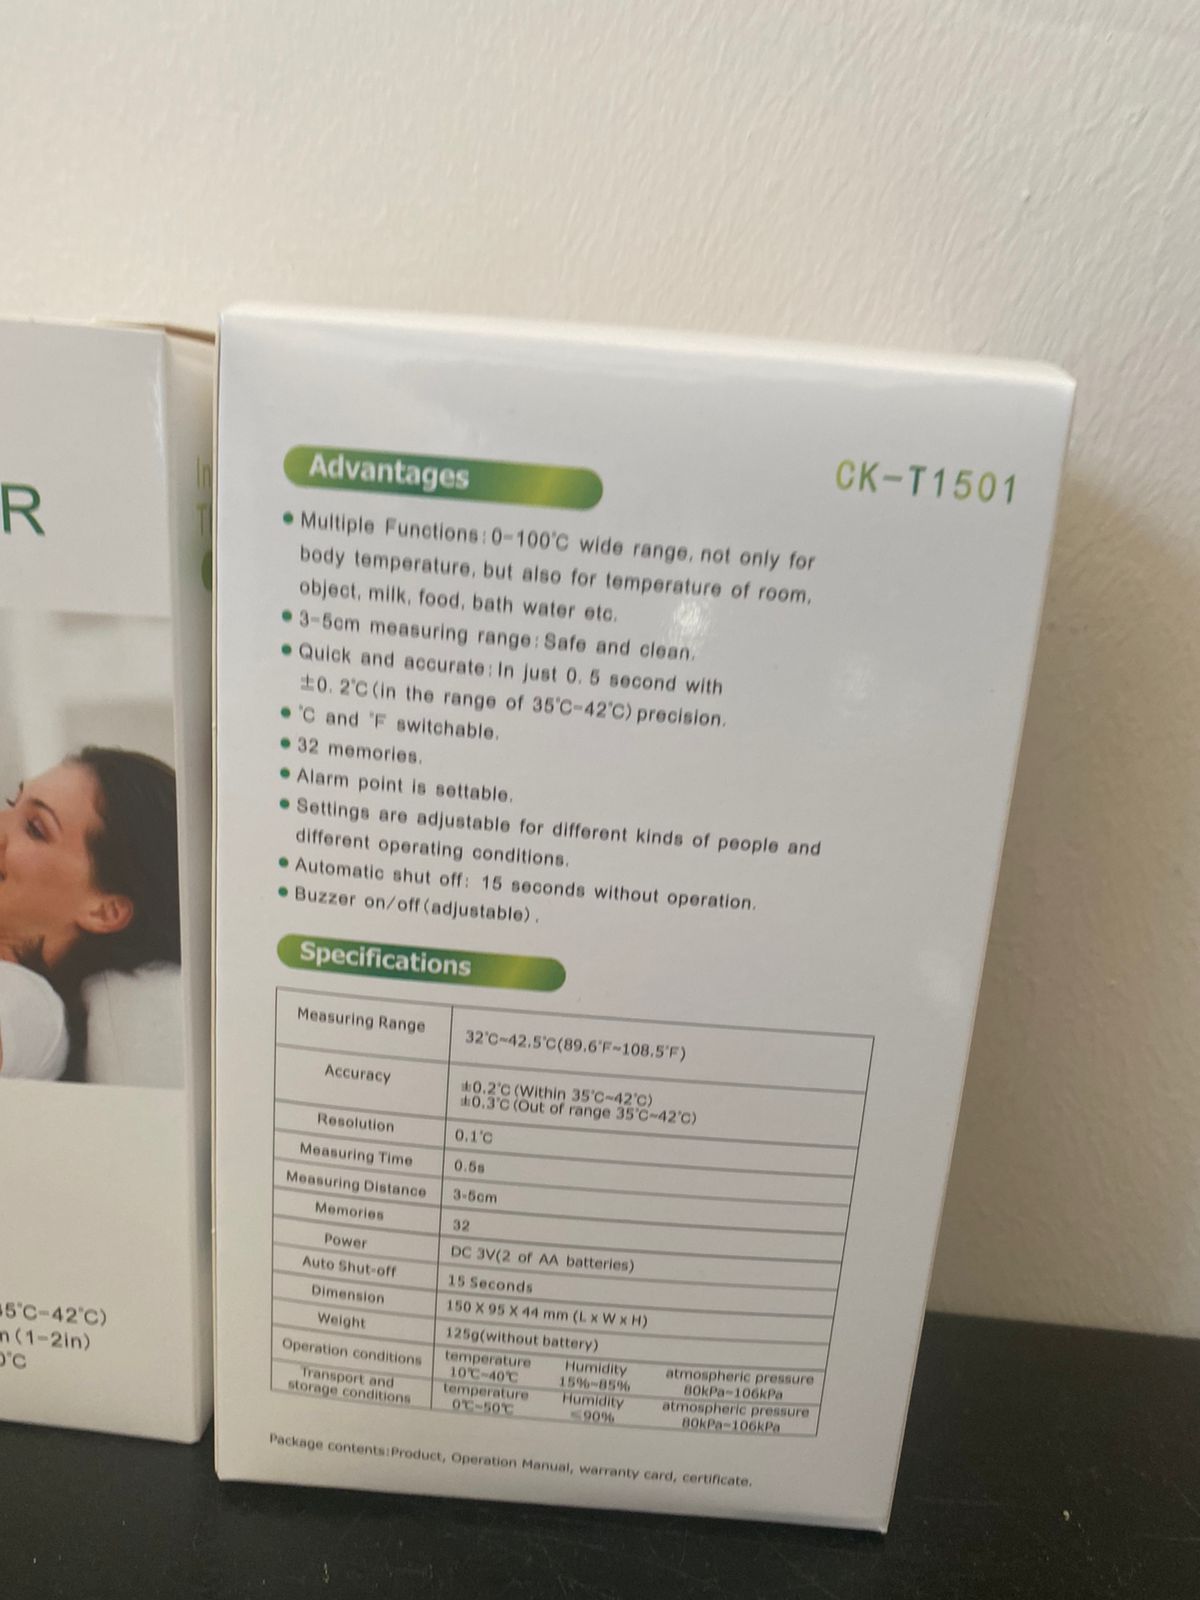 R
5°C-42°C)
(1-2in)
°C
In
CK-T1501
Advantages
● Multiple Functions: 0-100℃ wide range, not only for
body temperature, but also for temperature of room,
object, milk, food, bath water etc.
● 3-5cm measuring range: Safe and clean.
● Quick and accurate: In just 0. 5 second with
±0. 2℃ (in the range of 35℃-42℃) precision.
● ℃ and ℉ switchable.
● 32 memories.
● Alarm point is settable.
● Settings are adjustable for different kinds of people and
different operating conditions.
● Automatic shut off: 15 seconds without operation.
● Buzzer on/off (adjustable) .
Specifications
Measuring Range 32℃~42.5℃(89.6℉~108.5℉)
Accuracy ±0.2℃ (Within 35℃~42℃)
±0.3℃ (Out of range 35℃~42℃)
Resolution 0.1℃
Measuring Time 0.5s
Measuring Distance 3-5cm
Memories 32
Power DC 3V(2 of AA batteries)
Auto Shut-off 15 Seconds
Dimension 150 X 95 X 44 mm (L x W x H)
Weight 125g(without battery)
Operation conditions temperature Humidity atmospheric pressure
10℃~40℃ 15%~85% 80kPa~106kPa
Transport and storage conditions temperature Humidity atmospheric pressure
0℃~50℃ ≤90% 80kPa~106kPa
Package contents:Product, Operation Manual, warranty card, certificate.